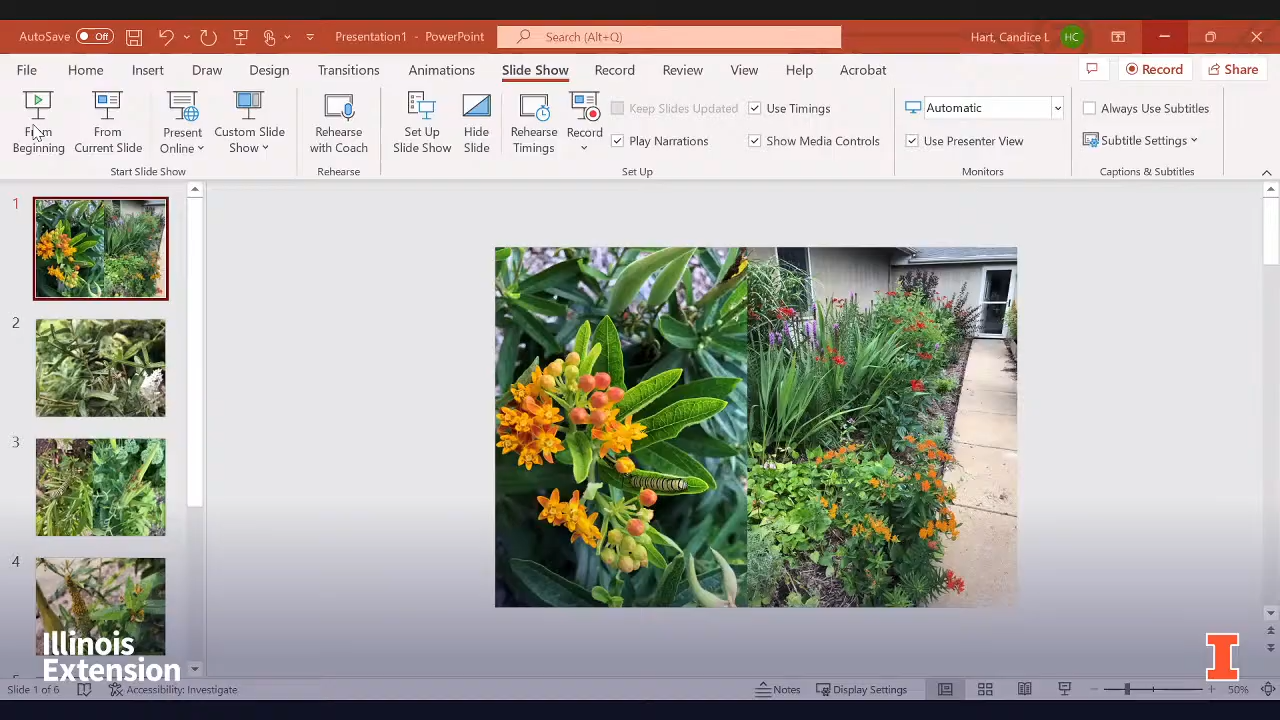 AutoSave Off Presentation1 - PowerPoint Search (Alt+Q) Hart, Candice L HC
File Home Insert Draw Design Transitions Animations Slide Show Record Review View Help Acrobat Record Share
From Beginning
From Current Slide
Present Online
Custom Slide Show
Start Slide Show
Rehearse with Coach
Rehearse
Set Up Slide Show
Hide Slide
Rehearse Timings
Record
Keep Slides Updated
Use Timings
Play Narrations
Show Media Controls
Set Up
Automatic
Use Presenter View
Monitors
Always Use Subtitles
Subtitle Settings
Captions & Subtitles
1
2
3
4
Illinois
Extension
I
Slide 1 of 6 Accessibility: Investigate Notes Display Settings 50%